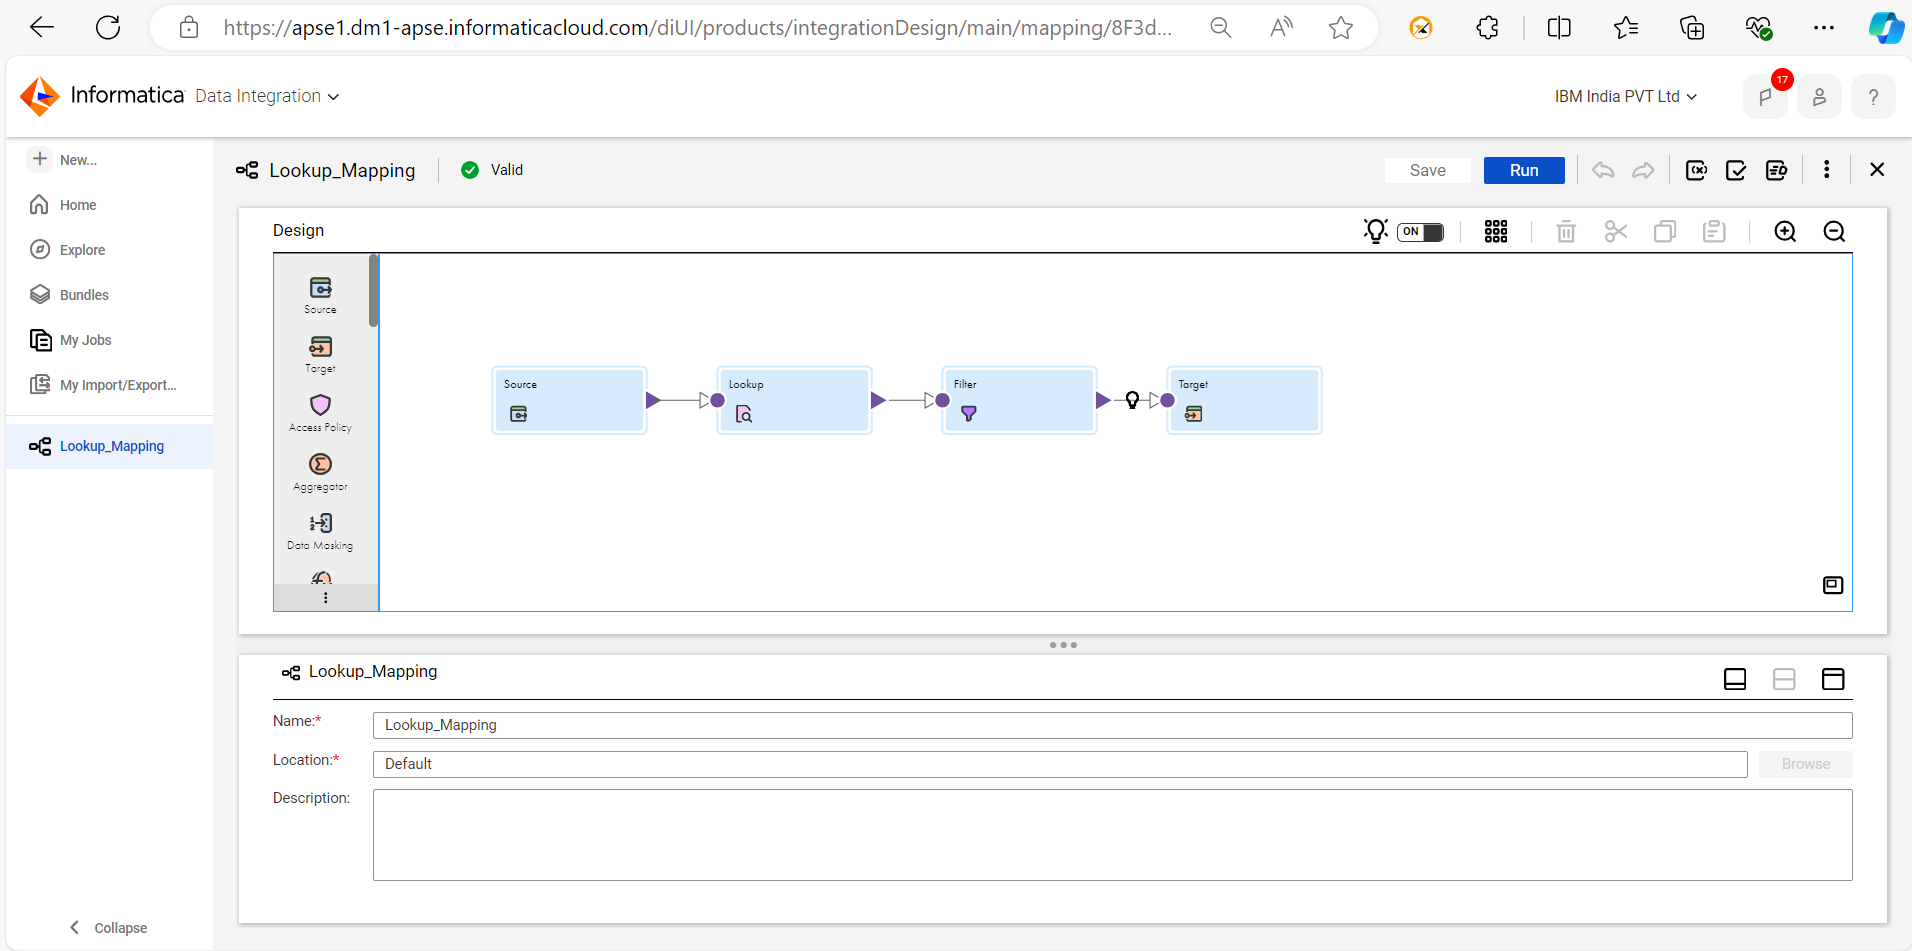 https://apse1.dm1-apse.informaticacloud.com/diUI/products/integrationDesign/main/mapping/8F3d...
Informatica Data Integration
IBM India PVT Ltd
17
?
New...
Home
Explore
Bundles
My Jobs
My Import/Export...
Lookup_Mapping
Collapse
Lookup_Mapping
Valid
Save
Run
Design
ON
Source
Target
Access Policy
Aggregator
Data Masking
Source
Lookup
Filter
Target
Lookup_Mapping
Name:*
Lookup_Mapping
Location:*
Default
Browse
Description: